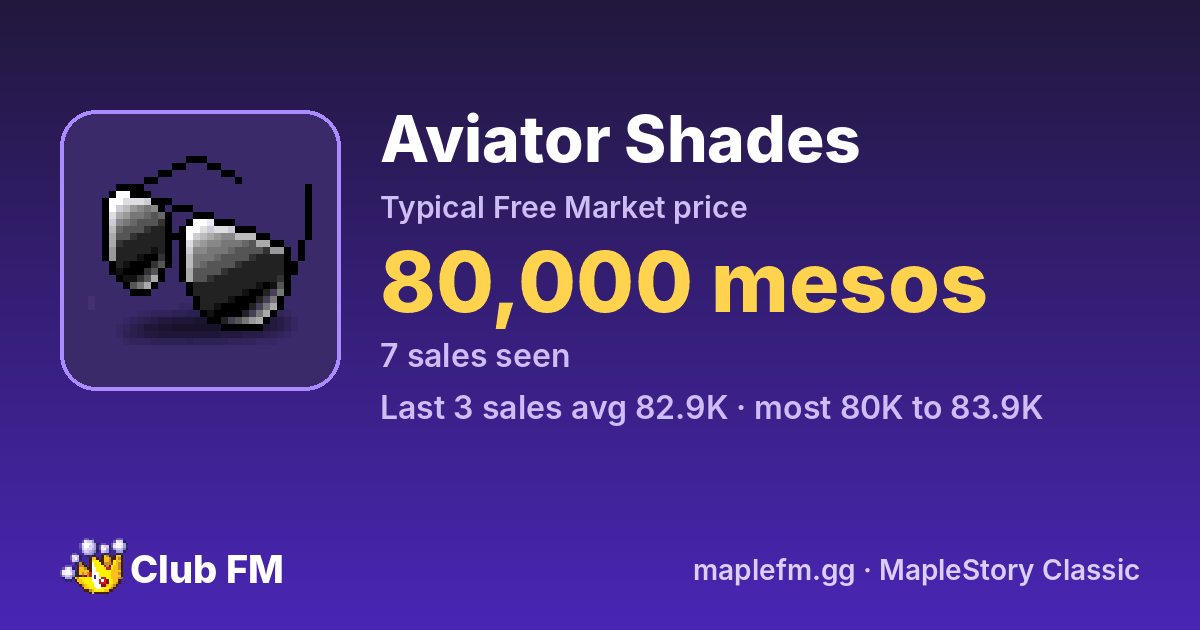 Aviator Shades
Typical Free Market price
80,000 mesos
7 sales seen
Last 3 sales avg 82.9K · most 80K to 83.9K
Club FM
maplefm.gg · MapleStory Classic